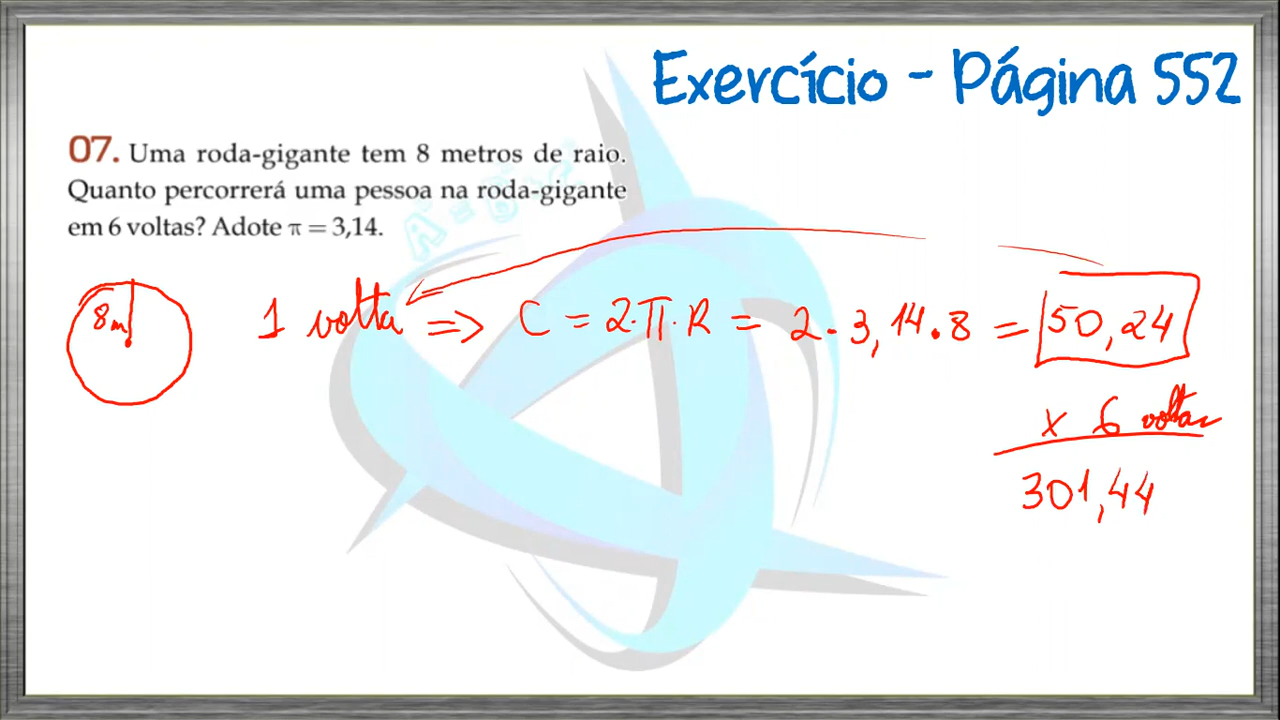 Exercício - Página 552
07. Uma roda-gigante tem 8 metros de raio.
Quanto percorrerá uma pessoa na roda-gigante
em 6 voltas? Adote π = 3,14.
8m
1 volta => C = 2.π.R = 2.3,14.8 = 50,24
x 6 voltas
301,44